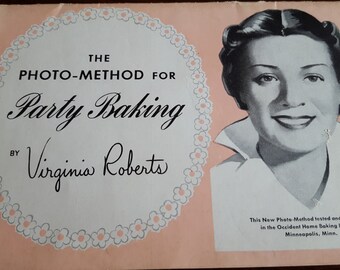 THE
PHOTO-METHOD FOR
Party Baking
BY Virginia Roberts
This New Photo-Method tested and
in the Occident Home Baking
Minneapolis, Minn.